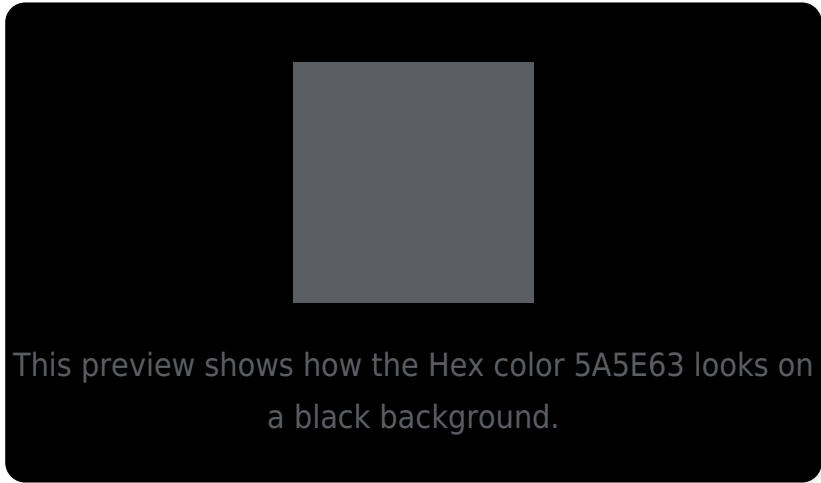 This preview shows how the Hex color 5A5E63 looks on
a black background.